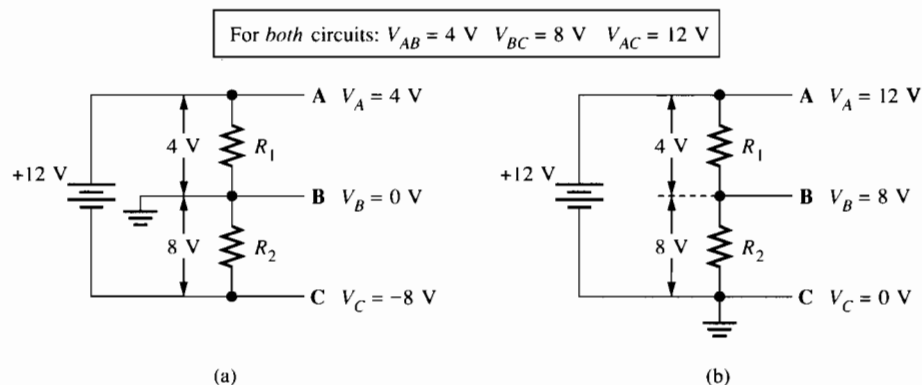 For both circuits: V_AB = 4 V V_BC = 8 V V_AC = 12 V
A V_A = 4 V
4 V
R_1
+12 V
B V_B = 0 V
8 V
R_2
C V_C = −8 V
(a)
A V_A = 12 V
4 V
R_1
+12 V
B V_B = 8 V
8 V
R_2
C V_C = 0 V
(b)